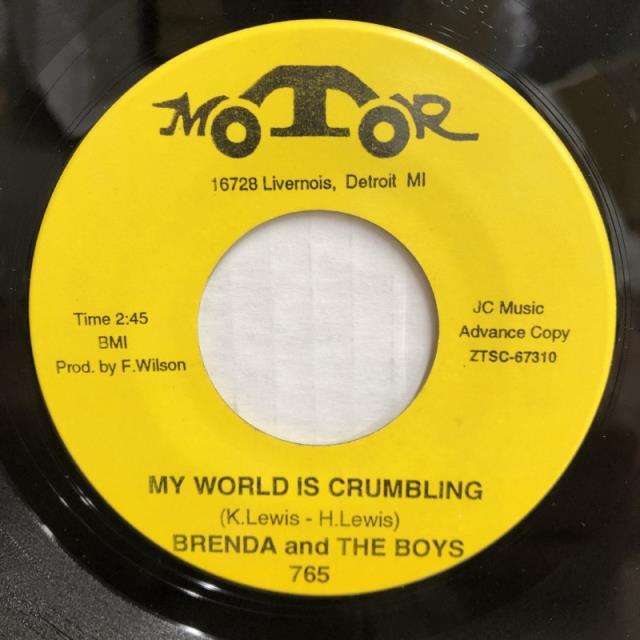 MOTOR
16728 Livernois, Detroit MI
Time 2:45
BMI
Prod. by F.Wilson
JC Music
Advance Copy
ZTSC-67310
MY WORLD IS CRUMBLING
(K.Lewis - H.Lewis)
BRENDA and THE BOYS
765